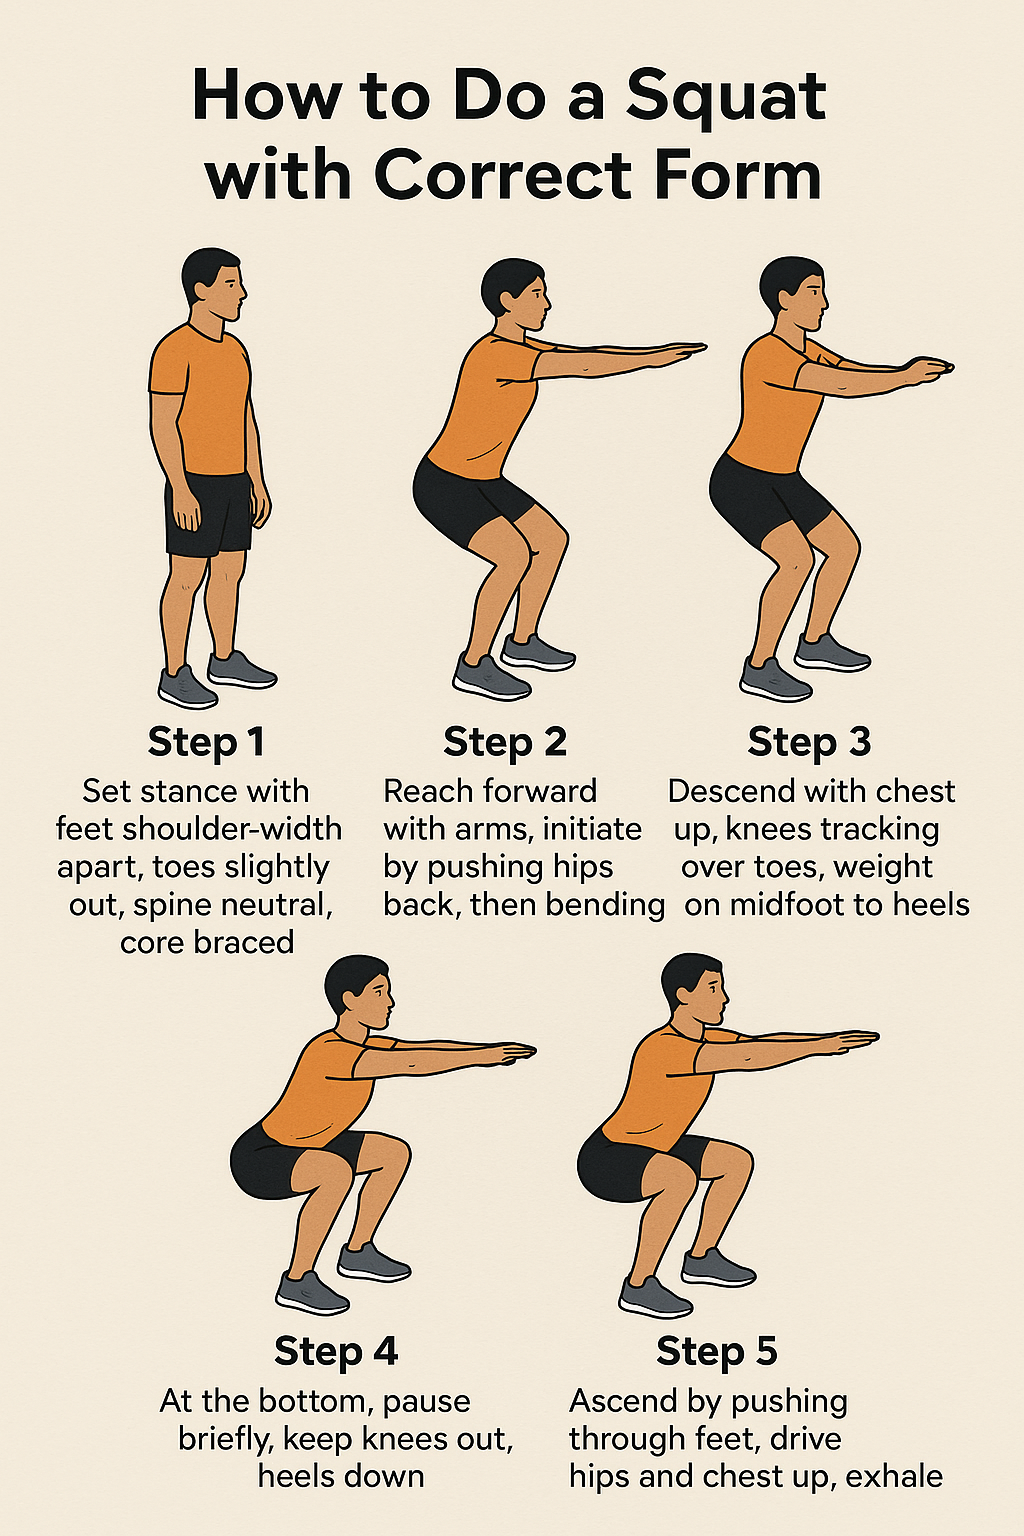 How to Do a Squat
with Correct Form
Step 1
Set stance with
feet shoulder-width
apart, toes slightly
out, spine neutral,
core braced
Step 2
Reach forward
with arms, initiate
by pushing hips
back, then bending
Step 3
Descend with chest
up, knees tracking
over toes, weight
on midfoot to heels
Step 4
At the bottom, pause
briefly, keep knees out,
heels down
Step 5
Ascend by pushing
through feet, drive
hips and chest up, exhale